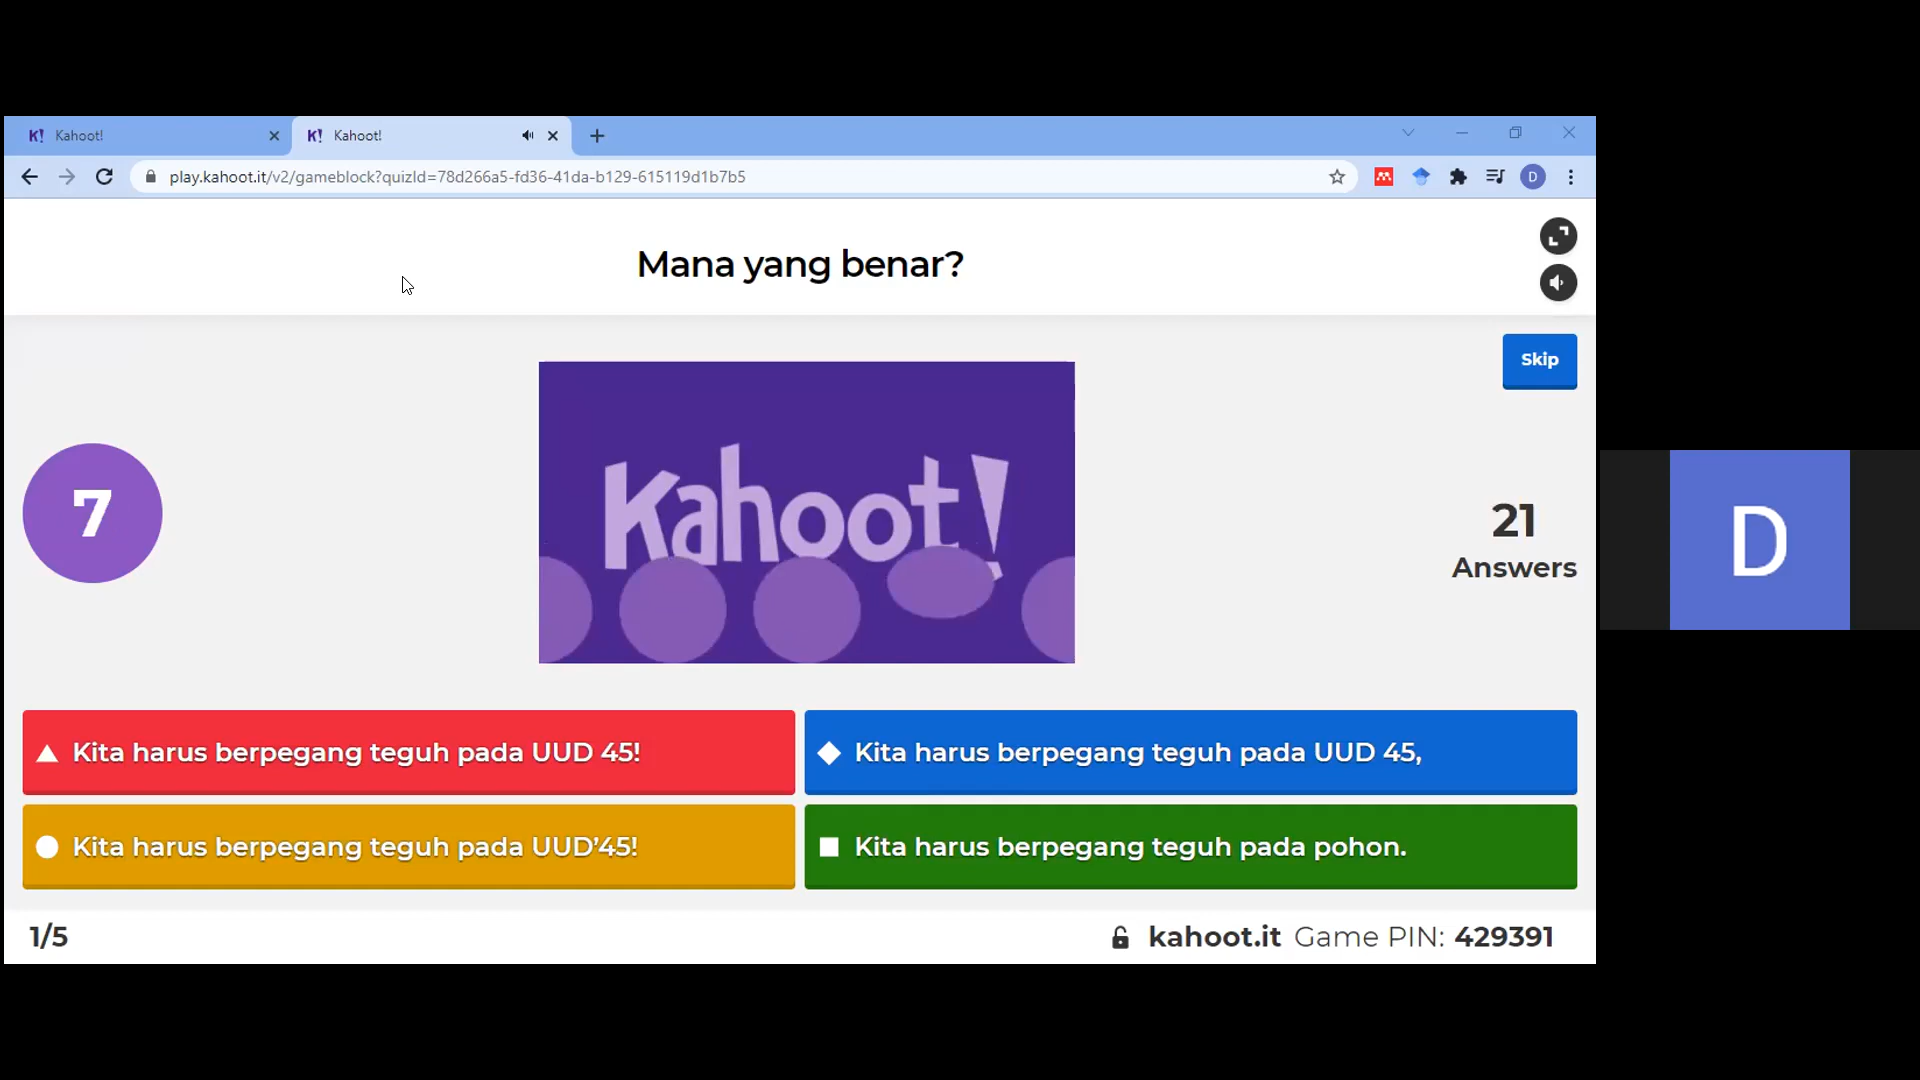 Kahoot!
Kahoot!
play.kahoot.it/v2/gameblock?quizId=78d266a5-fd36-41da-b129-615119d1b7b5
D
Mana yang benar?
Skip
7
Kahoot!
21
Answers
D
Kita harus berpegang teguh pada UUD 45!
Kita harus berpegang teguh pada UUD 45,
Kita harus berpegang teguh pada UUD’45!
Kita harus berpegang teguh pada pohon.
1/5
kahoot.it Game PIN: 429391